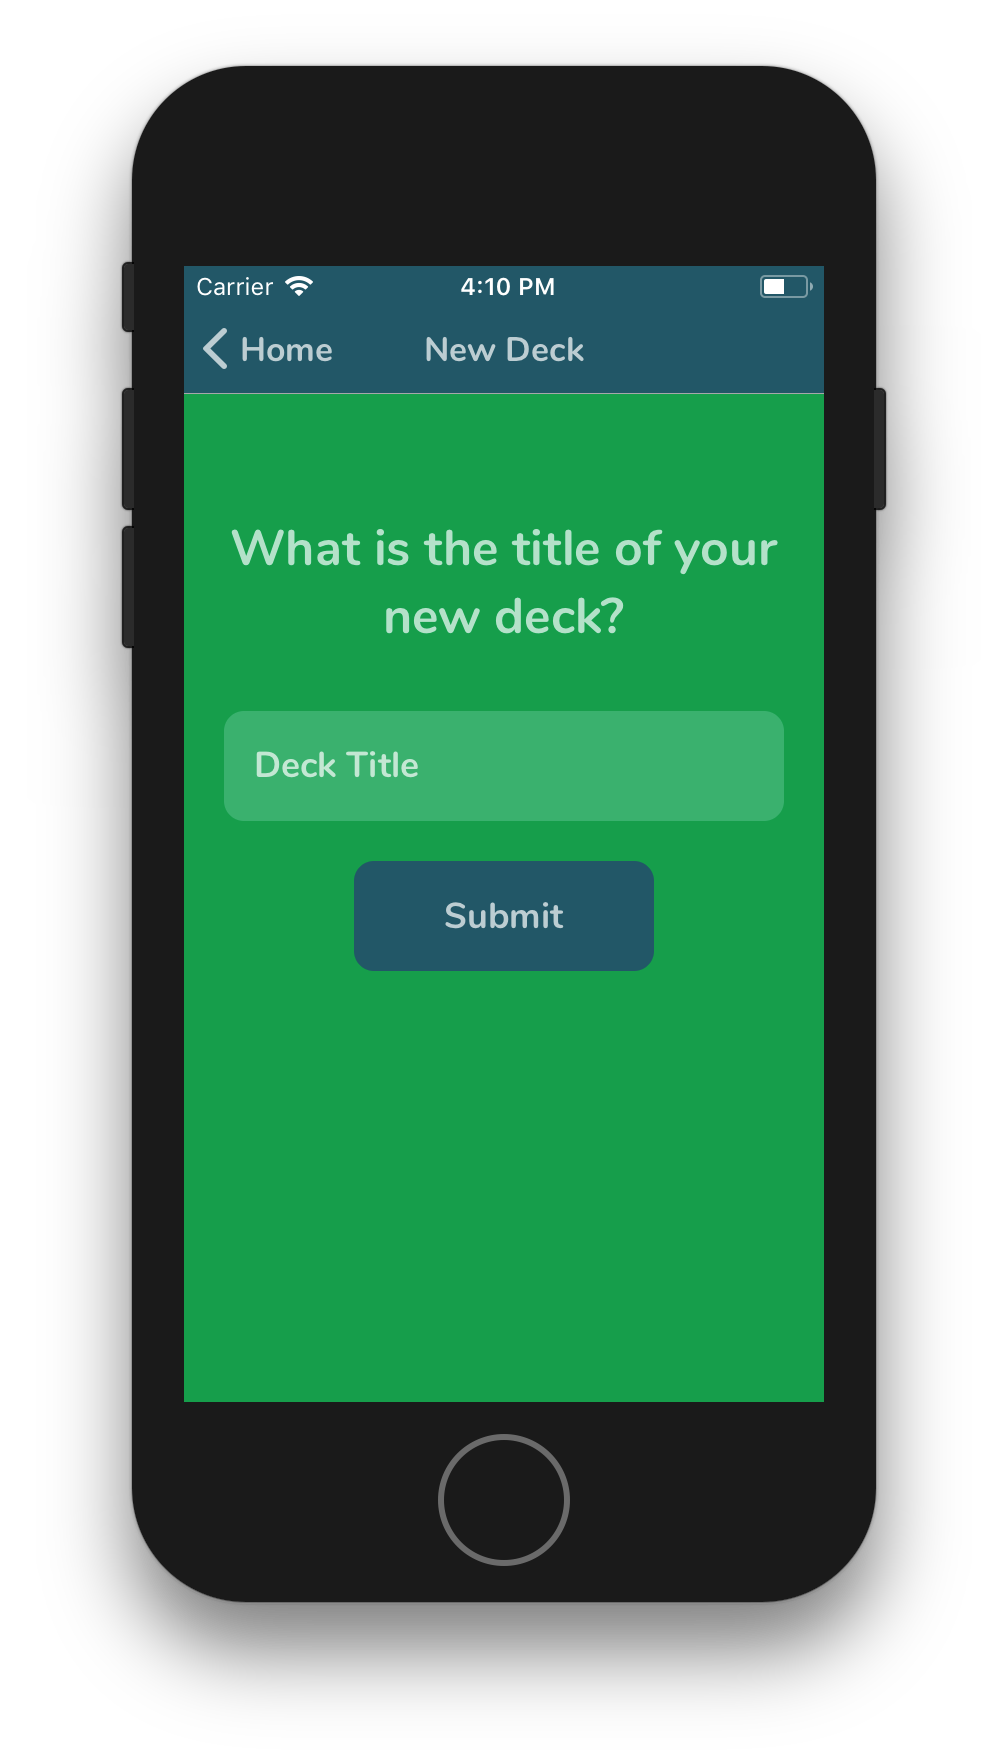 Carrier 4:10 PM
Home New Deck
What is the title of your
new deck?
Deck Title
Submit